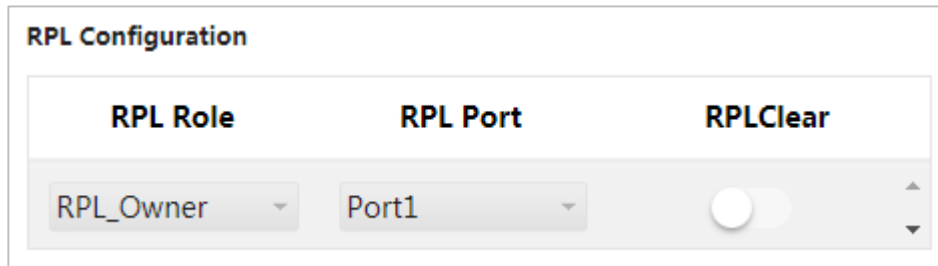 RPL Configuration
RPL Role RPL Port RPLClear
RPL_Owner Port1